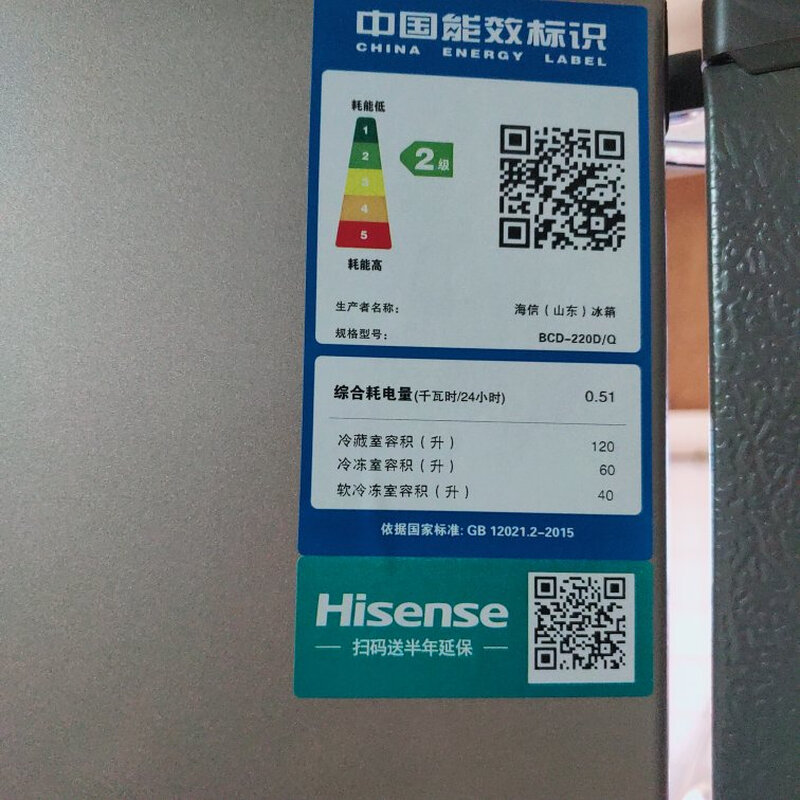 中国能效标识
CHINA ENERGY LABEL
耗能低
1
2
3
4
5
2级
耗能高
生产者名称： 海信（山东）冰箱
规格型号： BCD-220D/Q
综合耗电量(千瓦时/24小时) 0.51
冷藏室容积（升） 120
冷冻室容积（升） 60
软冷冻室容积（升） 40
依据国家标准: GB 12021.2-2015
Hisense
扫码送半年延保